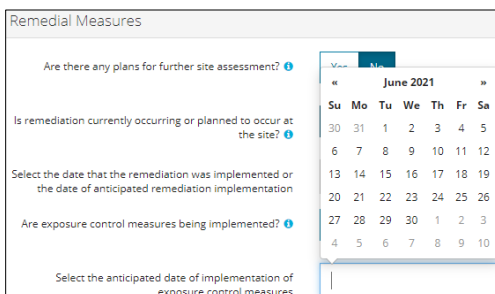 Remedial Measures
Are there any plans for further site assessment?
Yes No
Is remediation currently occurring or planned to occur at
the site?
Select the date that the remediation was implemented or
the date of anticipated remediation implementation
Are exposure control measures being implemented?
Select the anticipated date of implementation of
exposure control measures
« June 2021 »
Su Mo Tu We Th Fr Sa
30 31 1 2 3 4 5
6 7 8 9 10 11 12
13 14 15 16 17 18 19
20 21 22 23 24 25 26
27 28 29 30 1 2 3
4 5 6 7 8 9 10